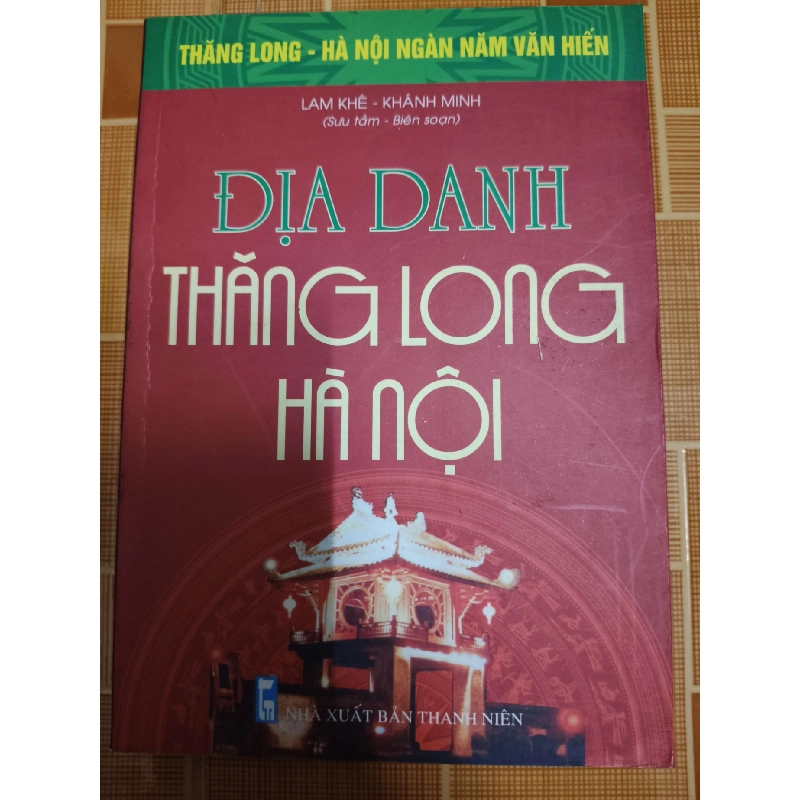 THĂNG LONG - HÀ NỘI NGÀN NĂM VĂN HIẾN
LAM KHÊ - KHÁNH MINH
(Sưu tầm - Biên soạn)
ĐỊA DANH
THĂNG LONG
HÀ NỘI
NHÀ XUẤT BẢN THANH NIÊN